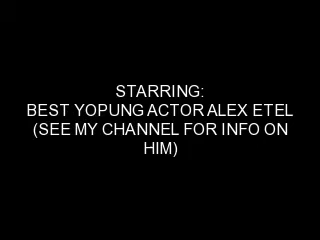 STARRING:
BEST YOPUNG ACTOR ALEX ETEL
(SEE MY CHANNEL FOR INFO ON
HIM)